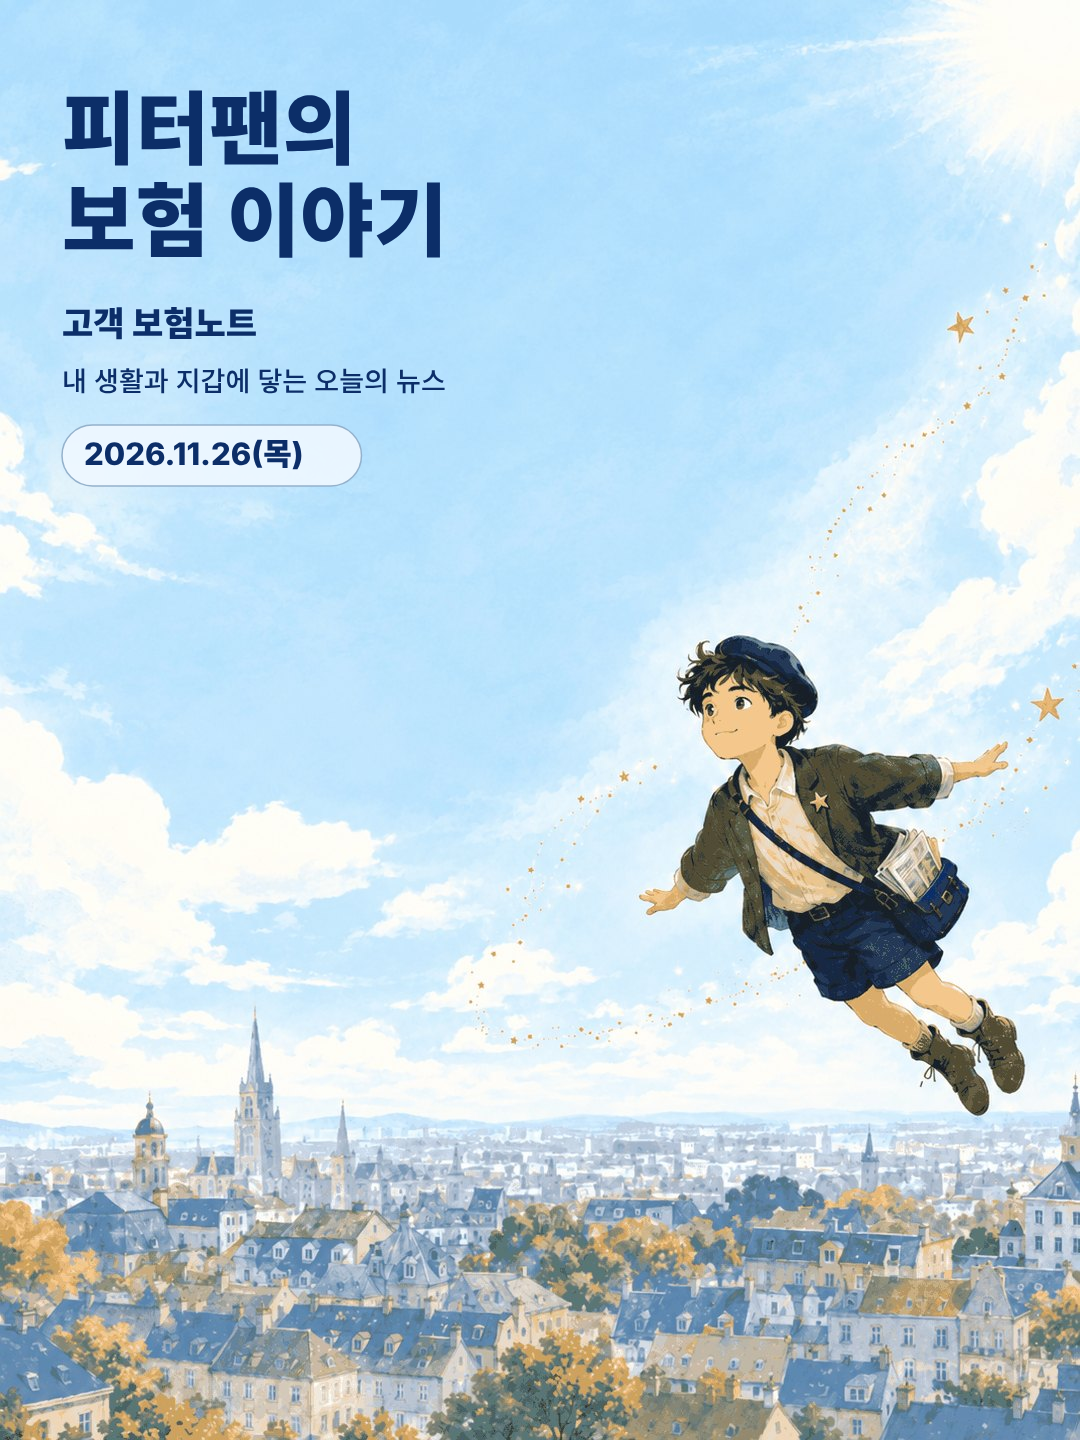 피터팬의
보험 이야기
고객 보험노트
내 생활과 지갑에 닿는 오늘의 뉴스
2026.11.26(목)